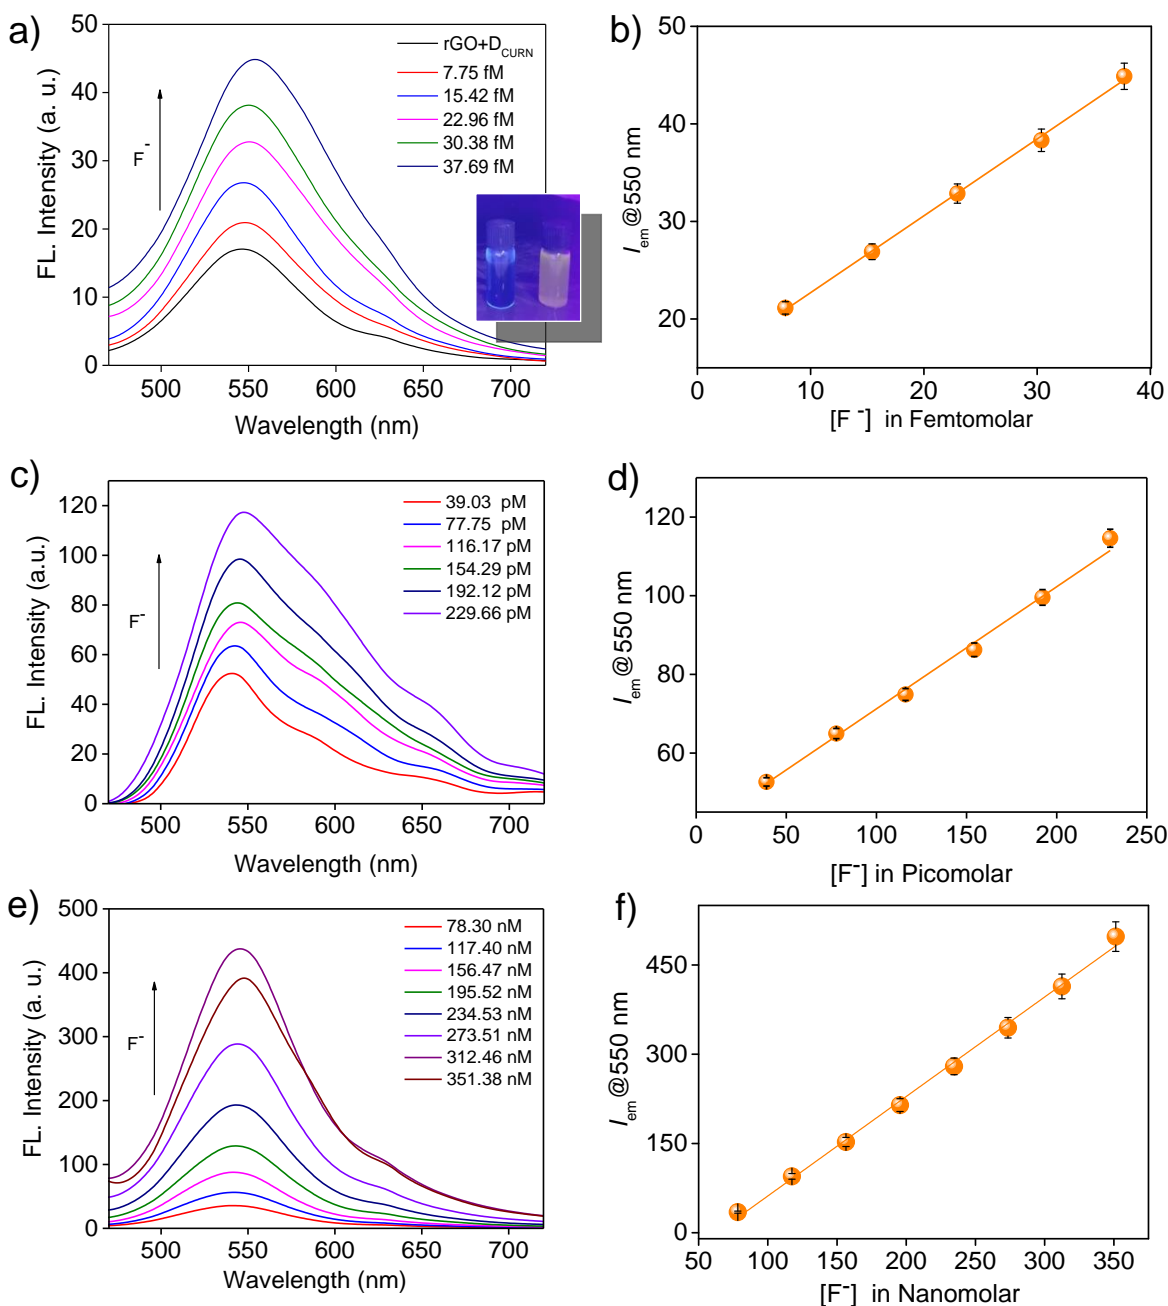 a)
50
40
30
20
10
0
FL. Intensity (a. u.)
F⁻
rGO+D_CURN
7.75 fM
15.42 fM
22.96 fM
30.38 fM
37.69 fM
500 550 600 650 700
Wavelength (nm)
b)
40
30
20
I_em@550 nm
0 10 20 30 40
[F⁻] in Femtomolar
c)
120
100
80
60
40
20
0
FL. Intensity (a.u.)
F⁻
39.03 pM
77.75 pM
116.17 pM
154.29 pM
192.12 pM
229.66 pM
500 550 600 650 700
Wavelength (nm)
d)
120
100
80
60
I_em@550 nm
0 50 100 150 200 250
[F⁻] in Picomolar
e)
500
400
300
200
100
0
FL. Intensity (a. u.)
F⁻
78.30 nM
117.40 nM
156.47 nM
195.52 nM
234.53 nM
273.51 nM
312.46 nM
351.38 nM
500 550 600 650 700
Wavelength (nm)
f)
450
300
150
0
I_em@550 nm
50 100 150 200 250 300 350
[F⁻] in Nanomolar